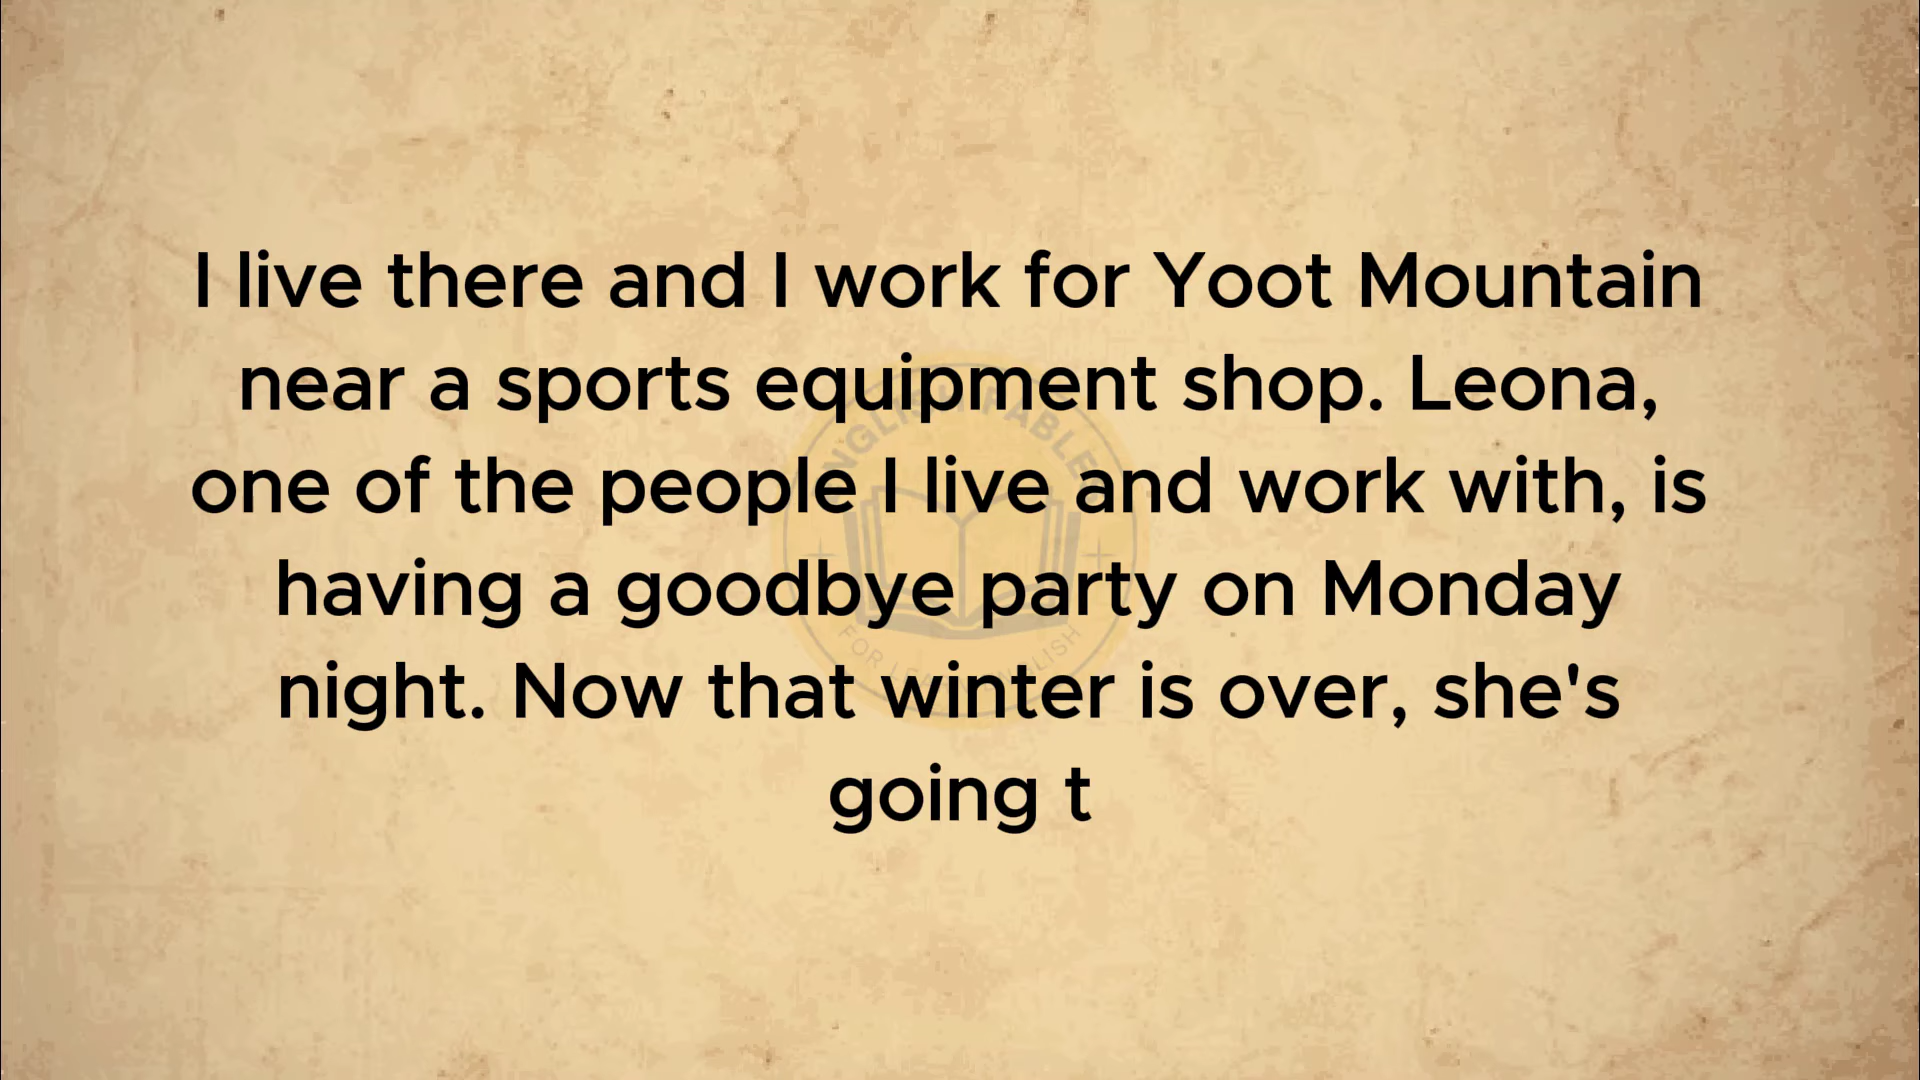 I live there and I work for Yoot Mountain
near a sports equipment shop. Leona,
one of the people I live and work with, is
having a goodbye party on Monday
night. Now that winter is over, she's
going t